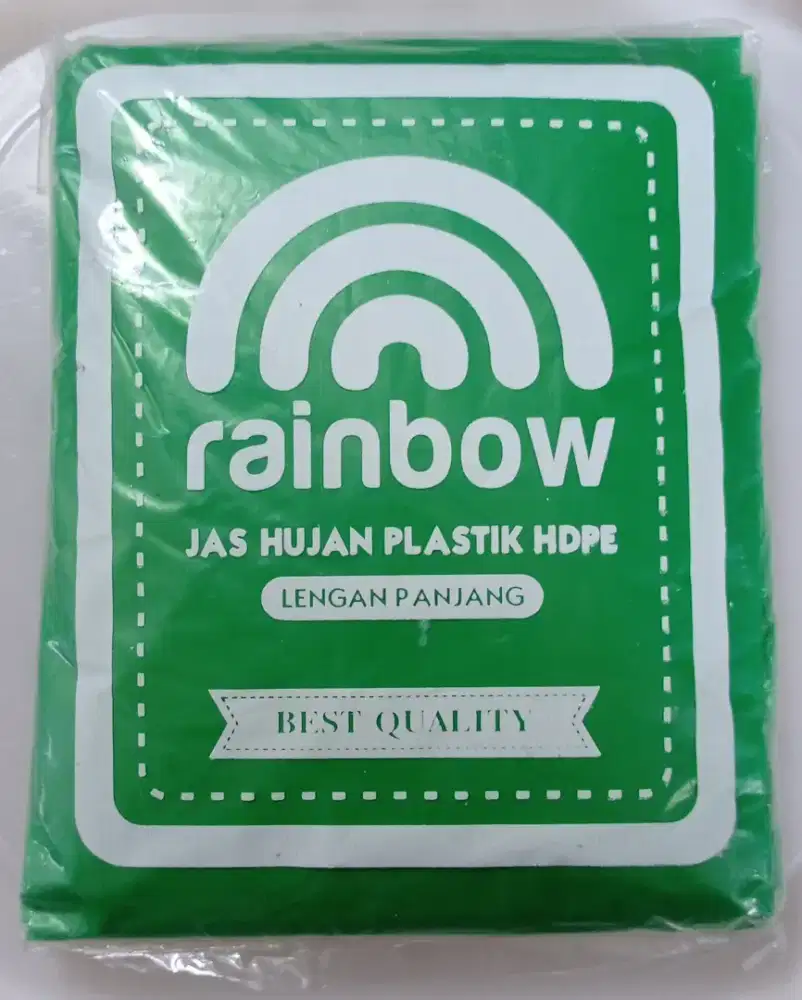 rainbow
JAS HUJAN PLASTIK HDPE
LENGAN PANJANG
BEST QUALITY